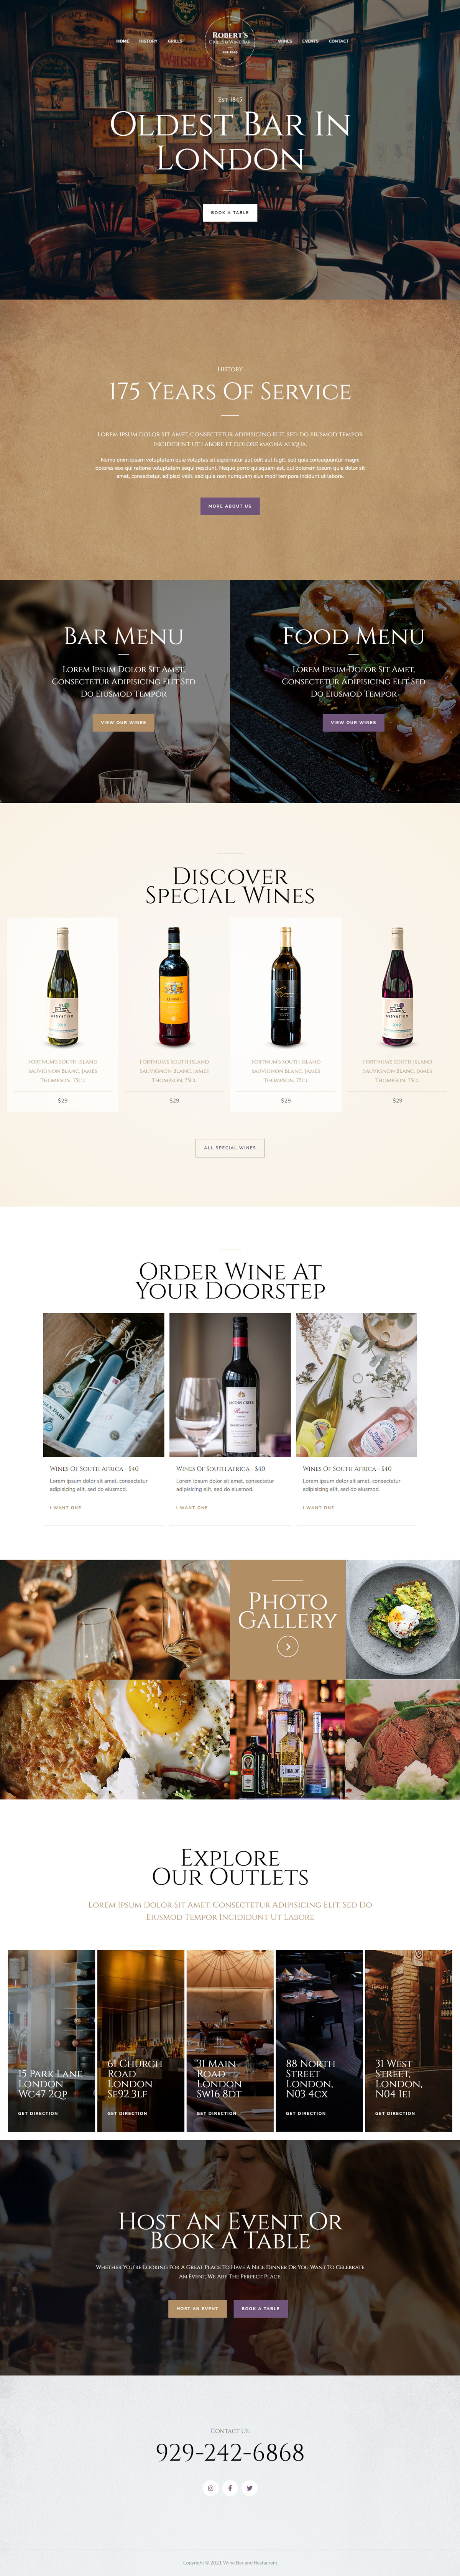 HOME HISTORY GRILLS
ROBERT'S
GRILLS & WINE BAR
EST. 1845
WINES EVENTS CONTACT
Est 1845
Oldest Bar In
London
BOOK A TABLE
History
175 Years Of Service
Lorem ipsum dolor sit amet, consectetur adipisicing elit, sed do eiusmod tempor
incididunt ut labore et dolore magna aliqua.
Nemo enim ipsam voluptatem quia voluptas sit aspernatur aut odit aut fugit, sed quia consequuntur magni
dolores eos qui ratione voluptatem sequi nesciunt. Neque porro quisquam est, qui dolorem ipsum quia dolor sit
amet, consectetur, adipisci velit, sed quia non numquam eius modi tempora incidunt ut labore.
MORE ABOUT US
Bar Menu
Lorem Ipsum Dolor Sit Amet,
Consectetur Adipisicing Elit Sed
Do Eiusmod Tempor
VIEW OUR WINES
Food Menu
Lorem Ipsum Dolor Sit Amet,
Consectetur Adipisicing Elit Sed
Do Eiusmod Tempor
VIEW OUR WINES
Discover
Special Wines
Fortnum's South Island
Sauvignon Blanc, James
Thompson, 75cl
$29
Fortnum's South Island
Sauvignon Blanc, James
Thompson, 75cl
$29
Fortnum's South Island
Sauvignon Blanc, James
Thompson, 75cl
$29
Fortnum's South Island
Sauvignon Blanc, James
Thompson, 75cl
$29
ALL SPECIAL WINES
Order Wine At
Your Doorstep
Wines Of South Africa - $40
Lorem ipsum dolor sit amet, consectetur
adipisicing elit, sed do eiusmod.
I WANT ONE
Wines Of South Africa - $40
Lorem ipsum dolor sit amet, consectetur
adipisicing elit, sed do eiusmod.
I WANT ONE
Wines Of South Africa - $40
Lorem ipsum dolor sit amet, consectetur
adipisicing elit, sed do eiusmod.
I WANT ONE
Photo
Gallery
Explore
Our Outlets
Lorem Ipsum Dolor Sit Amet, Consectetur Adipisicing Elit, Sed Do
Eiusmod Tempor Incididunt Ut Labore
15 Park Lane
London
WC47 2QP
GET DIRECTION
61 Church
Road
London
SE92 3LF
GET DIRECTION
31 Main
Road
London
SW16 8DT
GET DIRECTION
88 North
Street
London,
N03 4CX
GET DIRECTION
31 West
Street,
London,
N04 1EJ
GET DIRECTION
Host An Event Or
Book A Table
Whether You're Looking For A Great Place To Have A Nice Dinner Or You Want To Celebrate
An Event, We Are The Perfect Place.
HOST AN EVENT
BOOK A TABLE
Contact Us:
929-242-6868
Copyright © 2021 Wine Bar and Restaurant